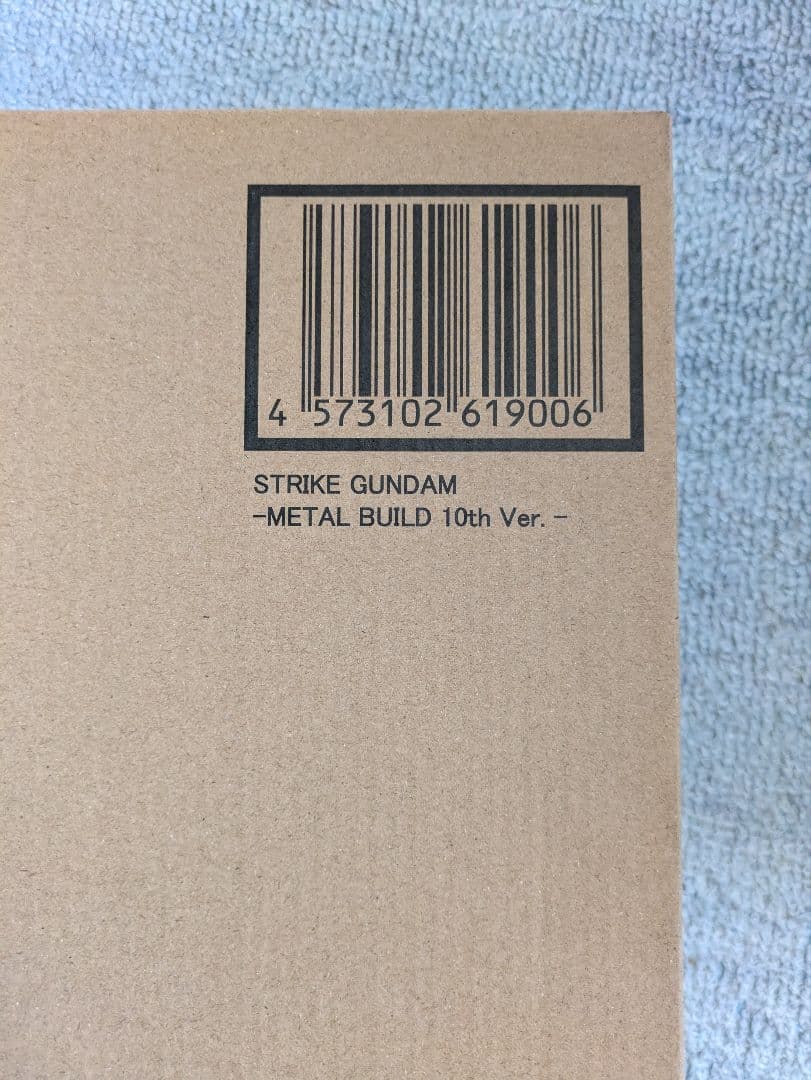 4 573102 619006
STRIKE GUNDAM
-METAL BUILD 10th Ver. -